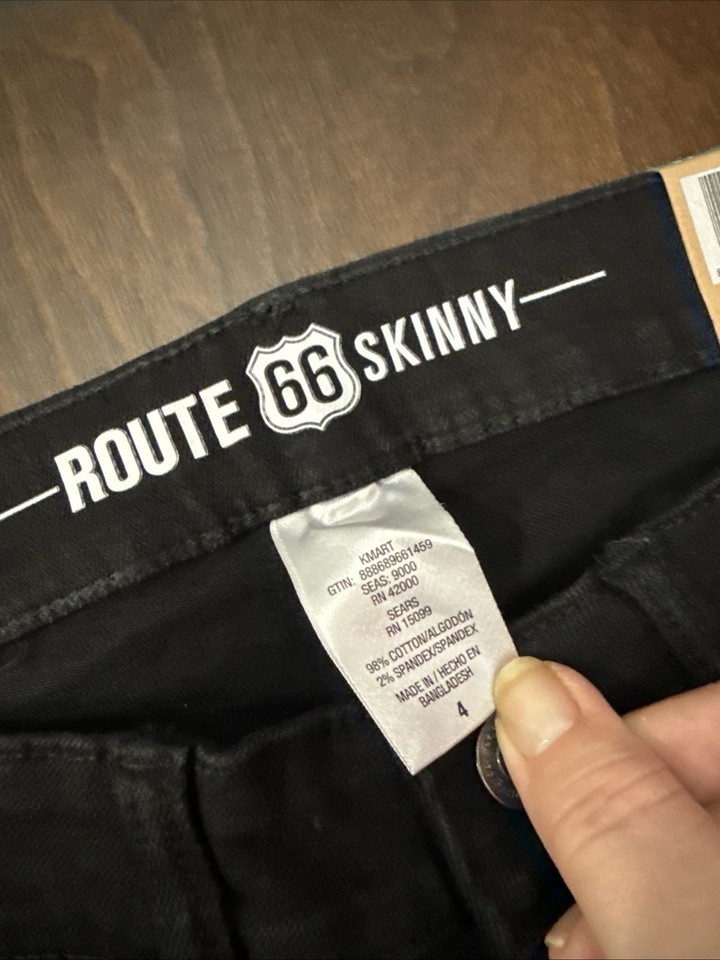 ROUTE 66 SKINNY
KMART
GTIN: 888689661459
SEAS: 9000
RN 42000
SEARS
RN 15099
98% COTTON/ALGODÓN
2% SPANDEX/SPANDEX
MADE IN / HECHO EN
BANGLADESH
4